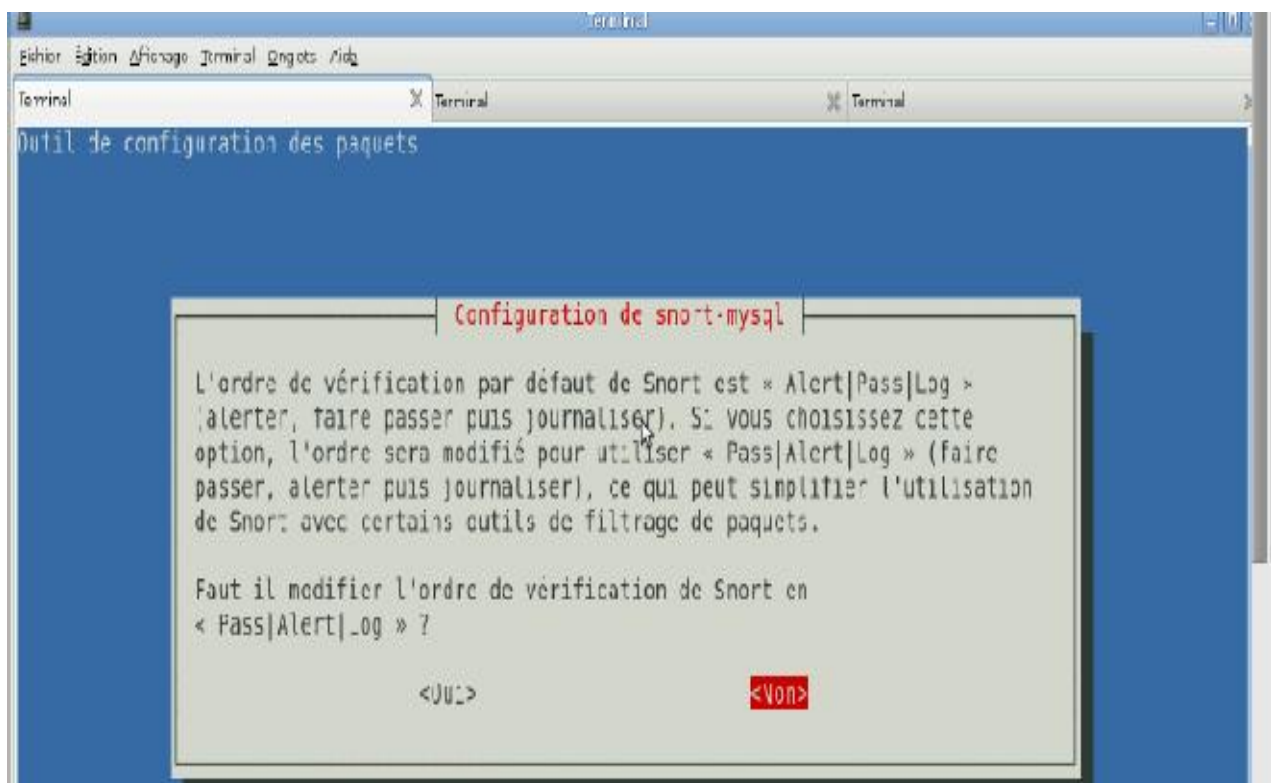 Terminal
Fichier Édition Affichage Terminal Onglets Aide
Terminal Terminal Terminal
Outil de configuration des paquets
Configuration de snort-mysql
L'ordre de vérification par défaut de Snort est « Alert|Pass|Log »
(alerter, faire passer puis journaliser). Si vous choisissez cette
option, l'ordre sera modifié pour utiliser « Pass|Alert|Log » (faire
passer, alerter puis journaliser), ce qui peut simplifier l'utilisation
de Snort avec certains outils de filtrage de paquets.
Faut il modifier l'ordre de vérification de Snort en
« Pass|Alert|Log » ?
<Oui> <Non>